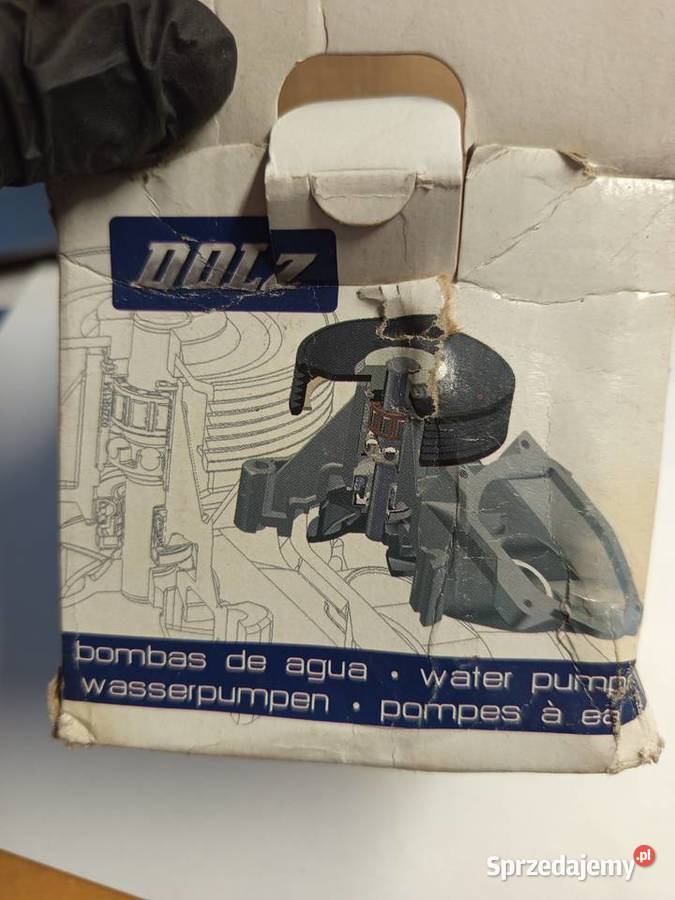 DOLZ
bombas de agua · water pump
wasserpumpen · pompes à ea
Sprzedajemy.pl